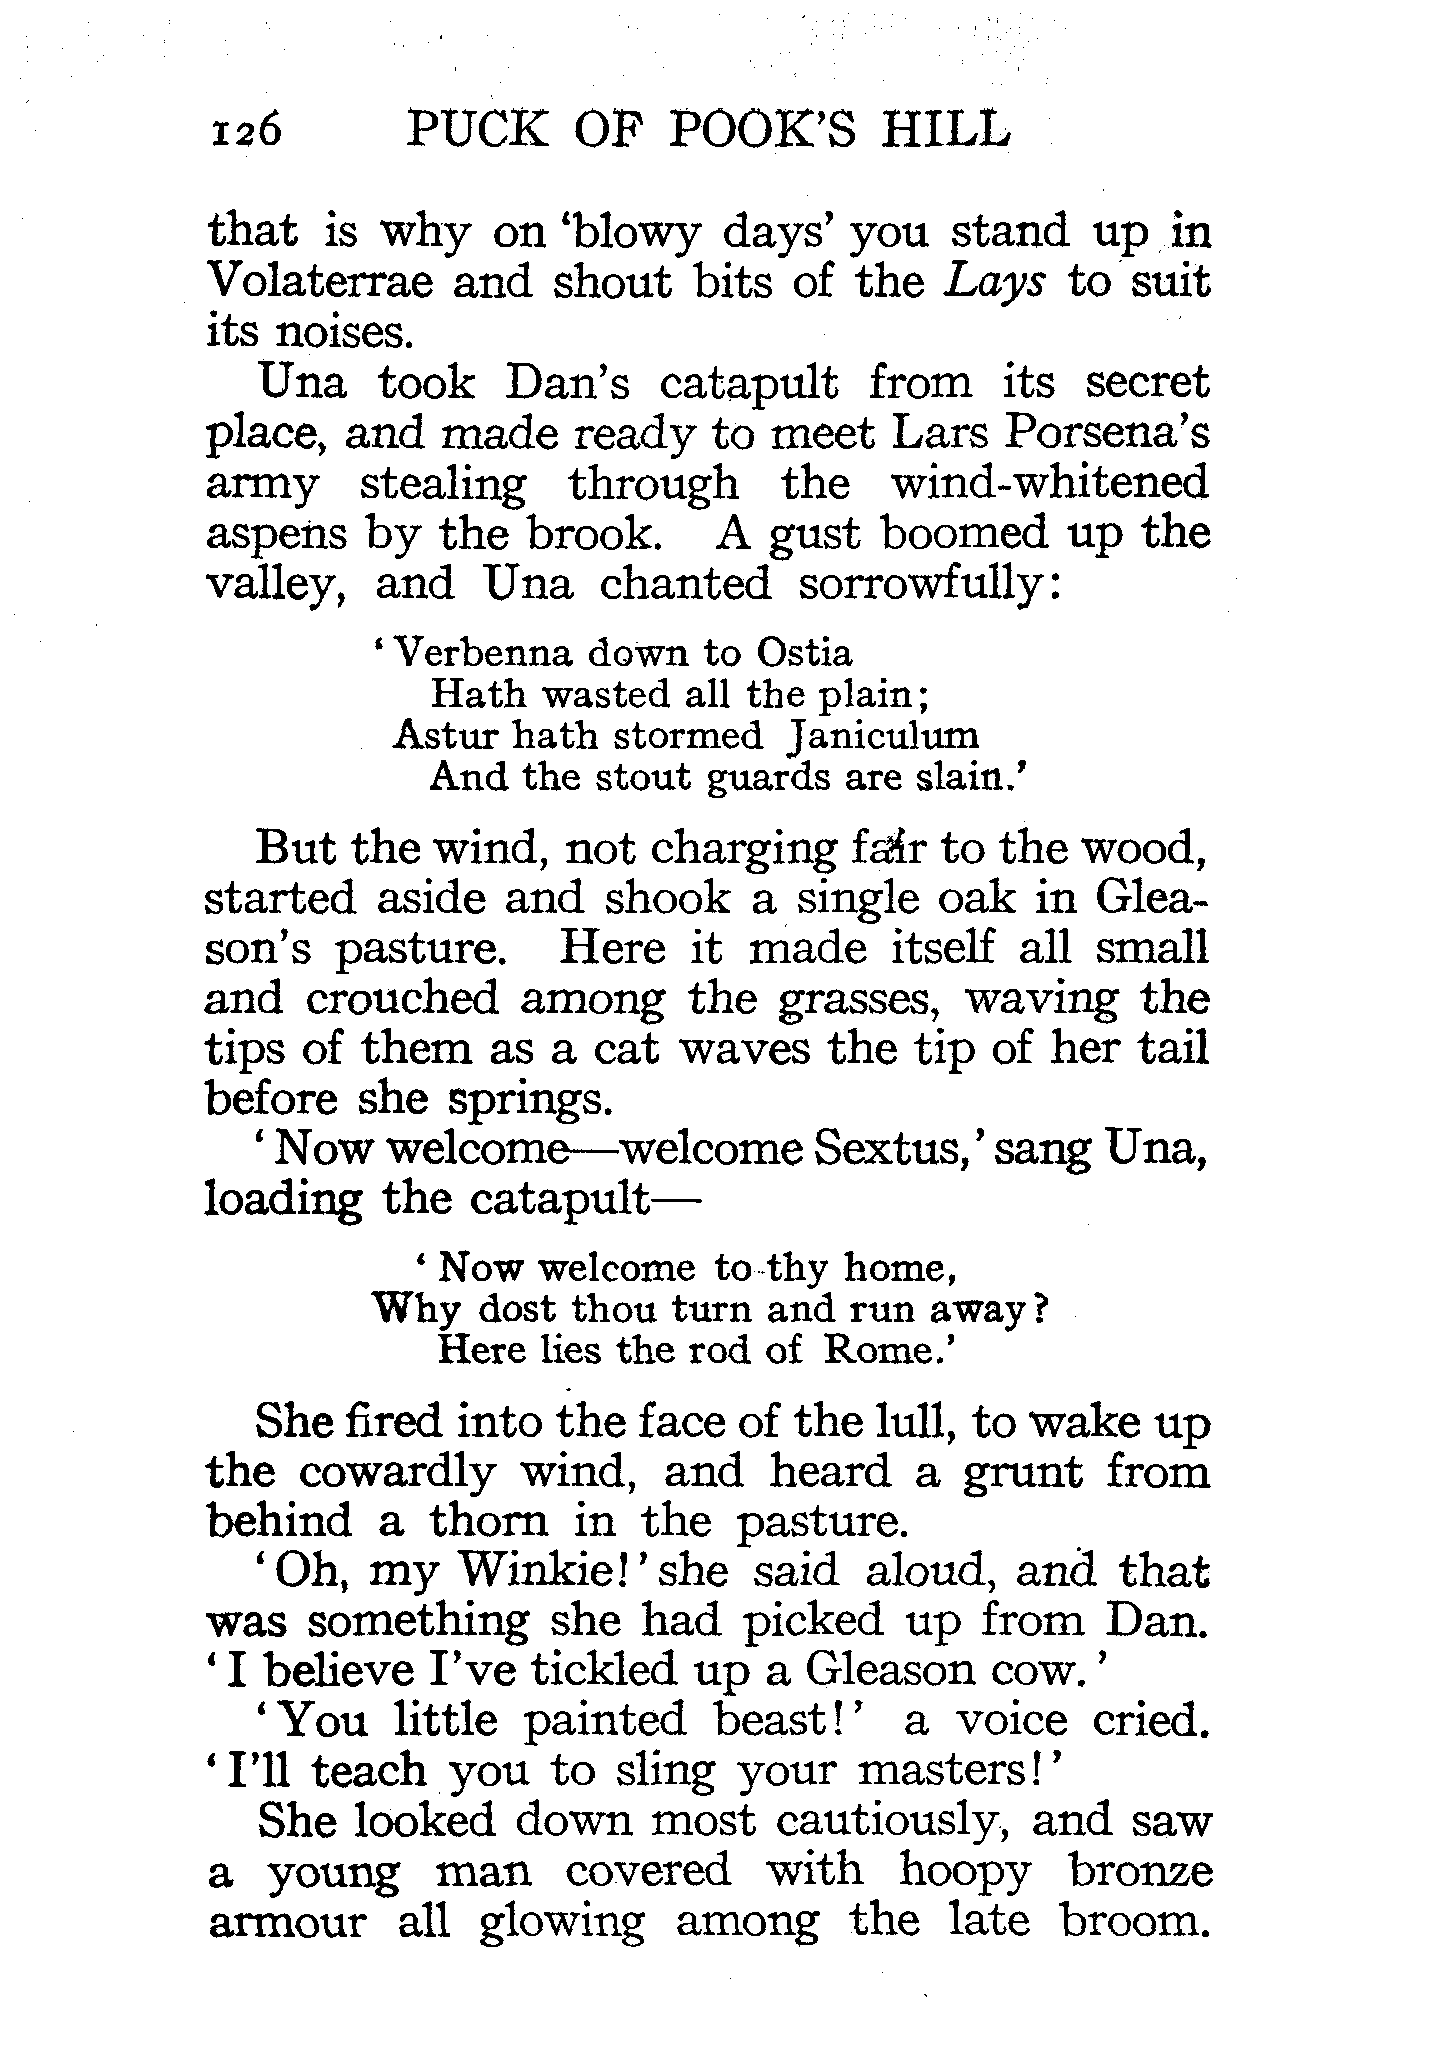 126 PUCK OF POOK'S HILL
that is why on ‘blowy days’ you stand up in
Volaterrae and shout bits of the Lays to suit
its noises.
Una took Dan's catapult from its secret
place, and made ready to meet Lars Porsena's
army stealing through the wind-whitened
aspens by the brook. A gust boomed up the
valley, and Una chanted sorrowfully:
‘Verbenna down to Ostia
Hath wasted all the plain;
Astur hath stormed Janiculum
And the stout guards are slain.’
But the wind, not charging fair to the wood,
started aside and shook a single oak in Glea-
son's pasture. Here it made itself all small
and crouched among the grasses, waving the
tips of them as a cat waves the tip of her tail
before she springs.
‘Now welcome—welcome Sextus,’ sang Una,
loading the catapult—
‘Now welcome to thy home,
Why dost thou turn and run away?
Here lies the rod of Rome.’
She fired into the face of the lull, to wake up
the cowardly wind, and heard a grunt from
behind a thorn in the pasture.
‘Oh, my Winkie!’ she said aloud, and that
was something she had picked up from Dan.
‘I believe I've tickled up a Gleason cow.’
‘You little painted beast!’ a voice cried.
‘I'll teach you to sling your masters!’
She looked down most cautiously, and saw
a young man covered with hoopy bronze
armour all glowing among the late broom.